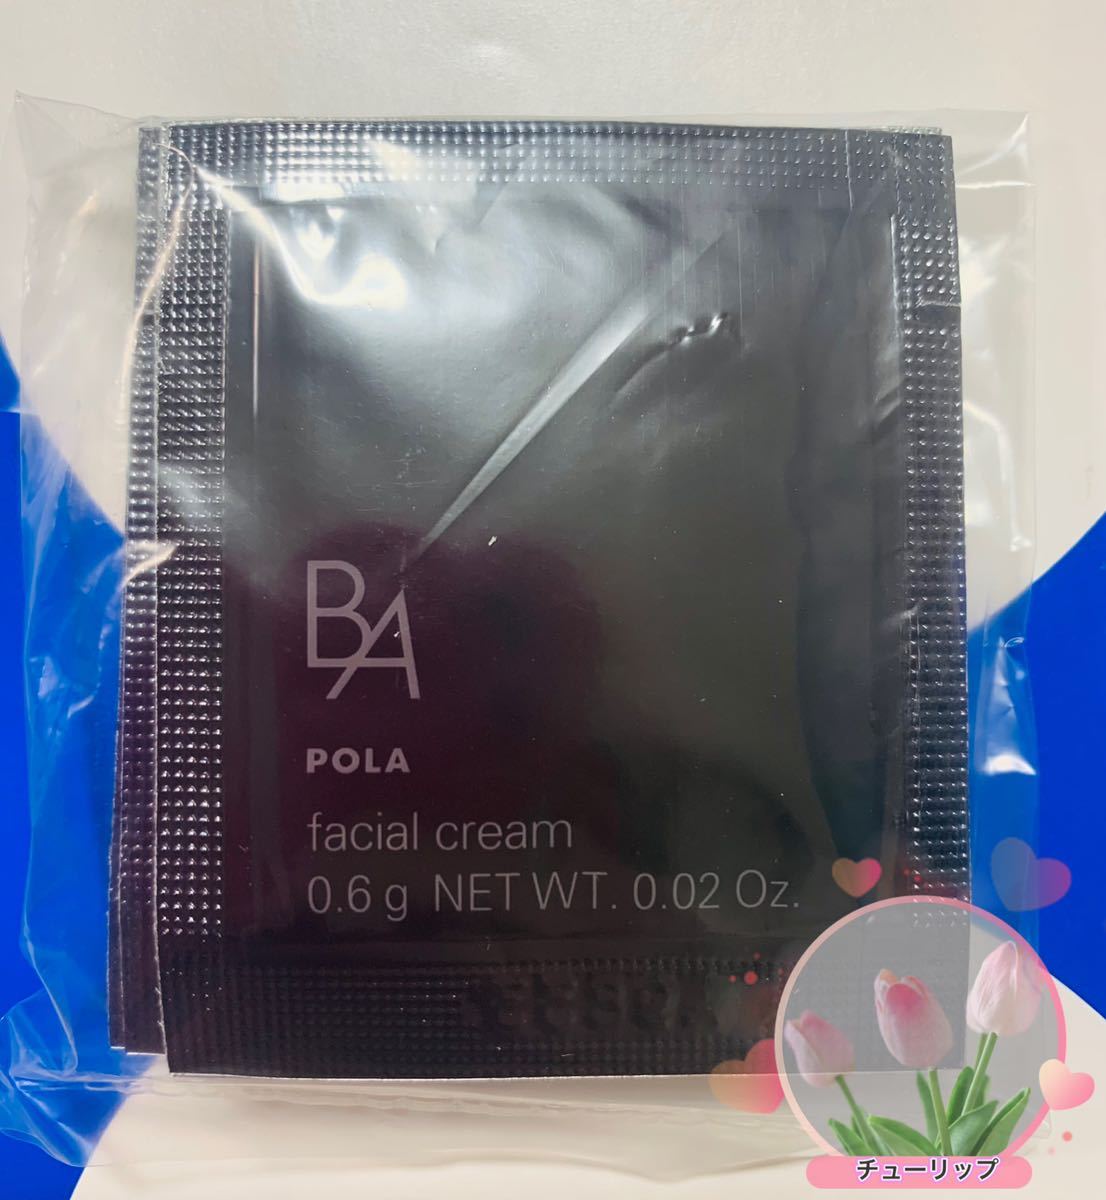 BA
POLA
facial cream
0.6 g NET WT. 0.02 Oz.
チューリップ